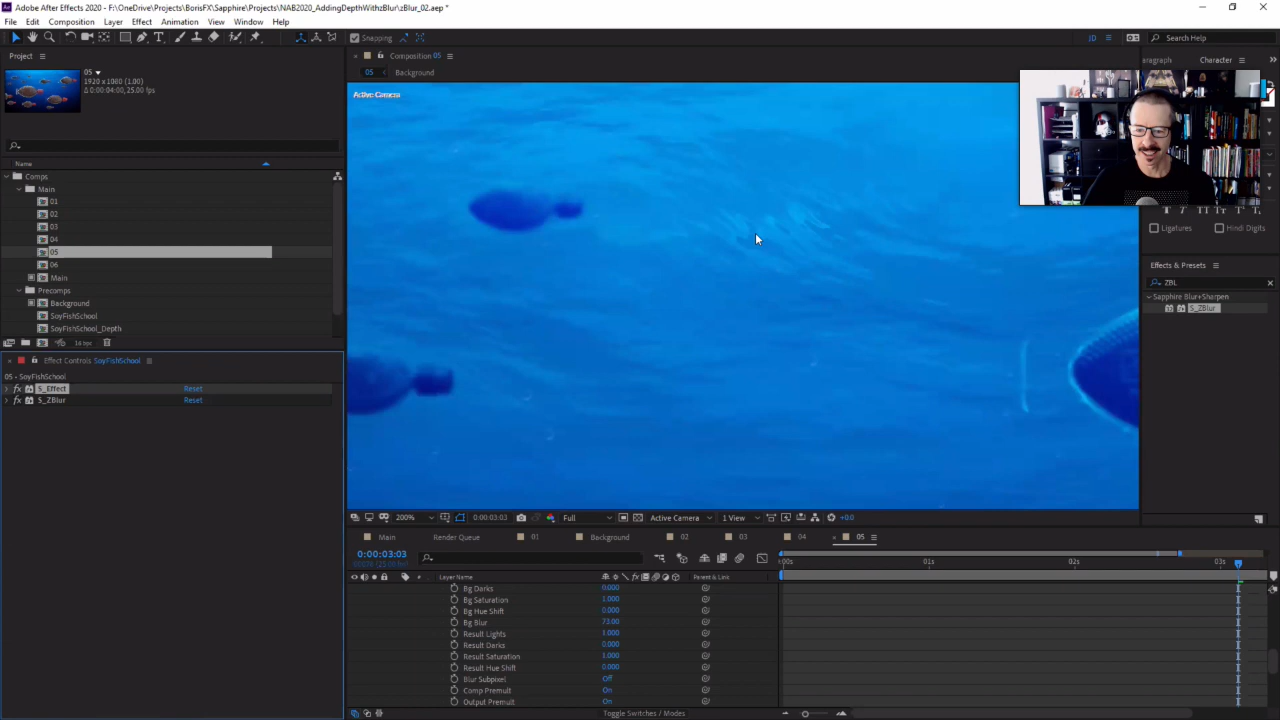 Adobe After Effects 2020 - F:\OneDrive\Projects\BorisFX\Sapphire\Projects\NAB2020_AddingDepthWithzBlur\zBlur_02.aep *
File Edit Composition Layer Effect Animation View Window Help
Snapping
Search Help
Project
Composition 05
aragraph Character
05
1920 x 1080 (1.00)
Δ 0:00:04:00, 25.00 fps
05 Background
Active Camera
Name
Comps
Main
01
02
03
04
05
06
Main
Precomps
Background
SoyFishSchool
SoyFishSchool_Depth
16 bpc
Ligatures Hindi Digits
Effects & Presets
ZBL
Sapphire Blur+Sharpen
S_ZBlur
Effect Controls SoyFishSchool
05 • SoyFishSchool
S_Effect Reset
S_ZBlur Reset
200% 0:00:03:03 Full Active Camera 1 View +0.0
Main Render Queue 01 Background 02 03 04 05
0:00:03:03
:00s 01s 02s 03s
Layer Name Parent & Link
Bg Darks 0.000
Bg Saturation 1.000
Bg Hue Shift 0.000
Bg Blur 73.00
Result Lights 1.000
Result Darks 0.000
Result Saturation 1.000
Result Hue Shift 0.000
Blur Subpixel Off
Comp Premult On
Output Premult On
Toggle Switches / Modes